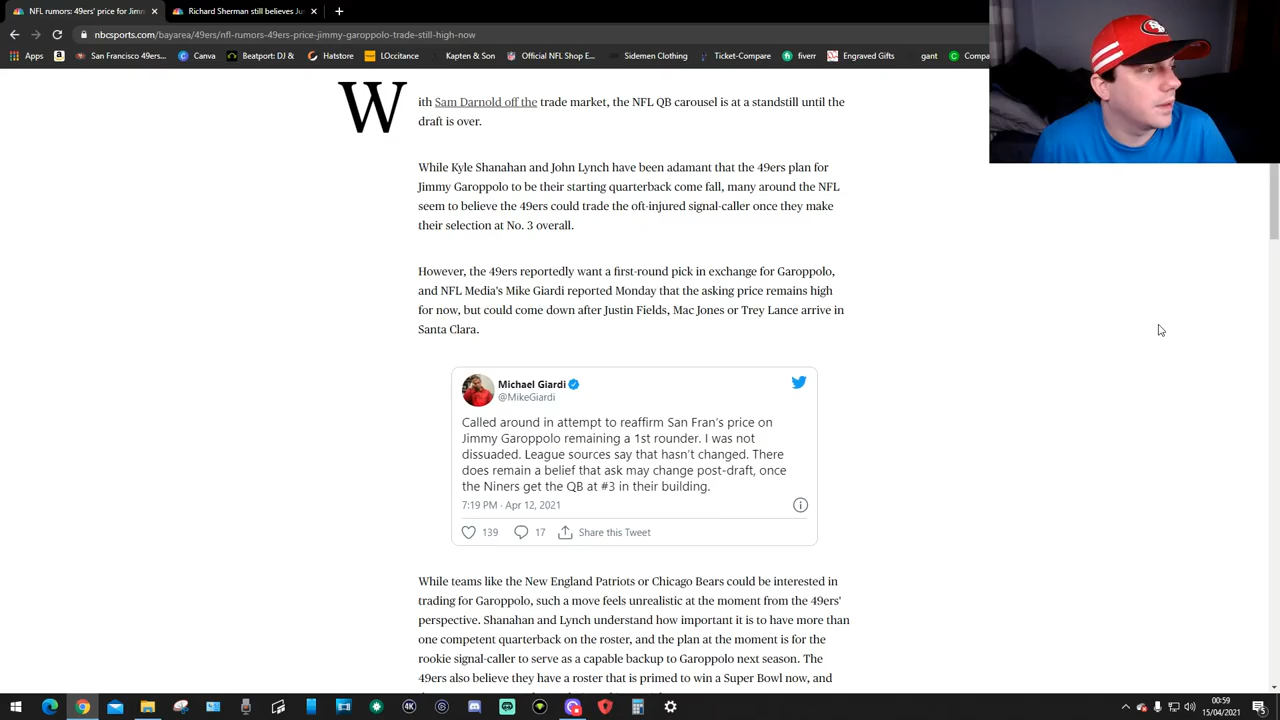 NFL rumors: 49ers' price for Jim
Richard Sherman still believes Jus
nbcsports.com/bayarea/49ers/nfl-rumors-49ers-price-jimmy-garoppolo-trade-still-high-now
Apps San Francisco 49ers... Canva Beatport: DJ & Hatstore LOccitane Kapten & Son Official NFL Shop E... Sidemen Clothing Ticket-Compare fiverr Engraved Gifts gant Compa
With Sam Darnold off the trade market, the NFL QB carousel is at a standstill until the
draft is over.
While Kyle Shanahan and John Lynch have been adamant that the 49ers plan for
Jimmy Garoppolo to be their starting quarterback come fall, many around the NFL
seem to believe the 49ers could trade the oft-injured signal-caller once they make
their selection at No. 3 overall.
However, the 49ers reportedly want a first-round pick in exchange for Garoppolo,
and NFL Media's Mike Giardi reported Monday that the asking price remains high
for now, but could come down after Justin Fields, Mac Jones or Trey Lance arrive in
Santa Clara.
Michael Giardi
@MikeGiardi
Called around in attempt to reaffirm San Fran's price on
Jimmy Garoppolo remaining a 1st rounder. I was not
dissuaded. League sources say that hasn't changed. There
does remain a belief that ask may change post-draft, once
the Niners get the QB at #3 in their building.
7:19 PM · Apr 12, 2021
139 17 Share this Tweet
While teams like the New England Patriots or Chicago Bears could be interested in
trading for Garoppolo, such a move feels unrealistic at the moment from the 49ers'
perspective. Shanahan and Lynch understand how important it is to have more than
one competent quarterback on the roster, and the plan at the moment is for the
rookie signal-caller to serve as a capable backup to Garoppolo next season. The
49ers also believe they have a roster that is primed to win a Super Bowl now, and
00:59
15/04/2021